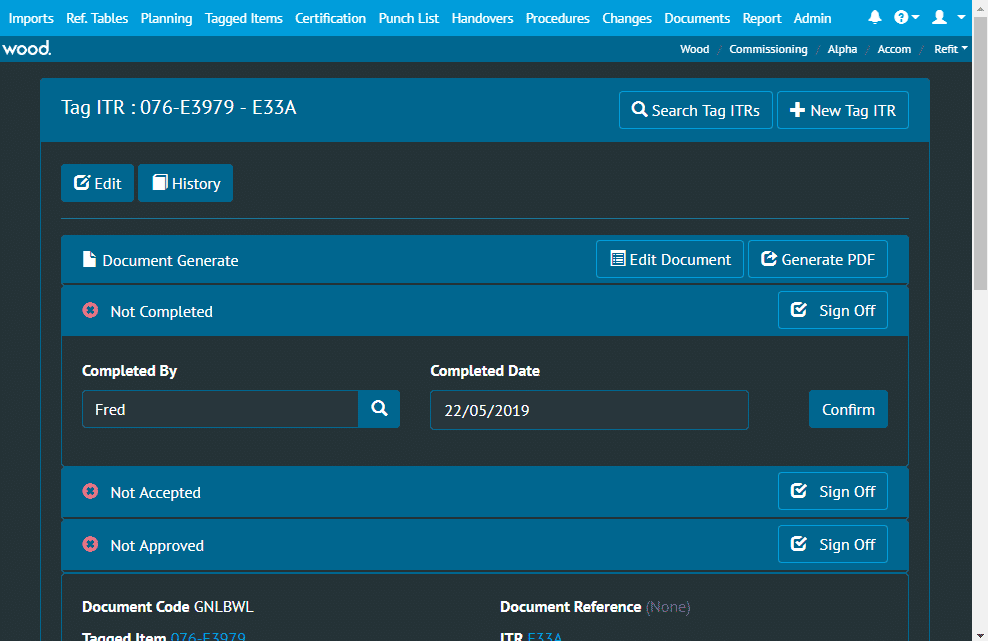 Imports Ref. Tables Planning Tagged Items Certification Punch List Handovers Procedures Changes Documents Report Admin
wood. Wood / Commissioning / Alpha / Accom / Refit
Tag ITR : 076-E3979 - E33A Search Tag ITRs New Tag ITR
Edit History
Document Generate Edit Document Generate PDF
Not Completed Sign Off
Completed By Completed Date
Fred 22/05/2019 Confirm
Not Accepted Sign Off
Not Approved Sign Off
Document Code GNLBWL Document Reference (None)
Tagged Item 076-E3979 ITR E33A